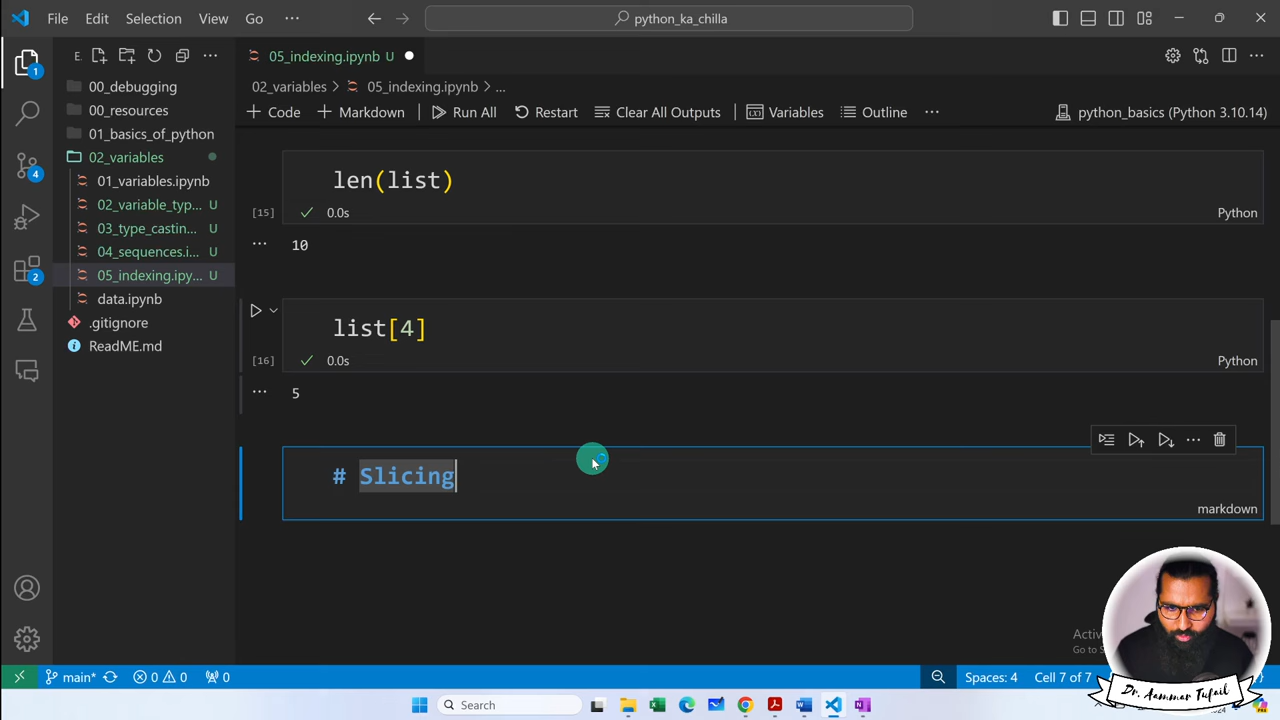 File Edit Selection View Go ... python_ka_chilla
E.
00_debugging
00_resources
01_basics_of_python
02_variables
01_variables.ipynb
02_variable_typ... U
03_type_castin... U
04_sequences.i... U
05_indexing.ipy... U
data.ipynb
.gitignore
ReadME.md
1
4
2
05_indexing.ipynb U
02_variables > 05_indexing.ipynb > ...
+ Code + Markdown Run All Restart Clear All Outputs Variables Outline ... python_basics (Python 3.10.14)
len(list)
[15] 0.0s Python
10
list[4]
[16] 0.0s Python
5
# Slicing
markdown
main* 0 0 0 Spaces: 4 Cell 7 of 7
Search
Dr. Aammar Tufail